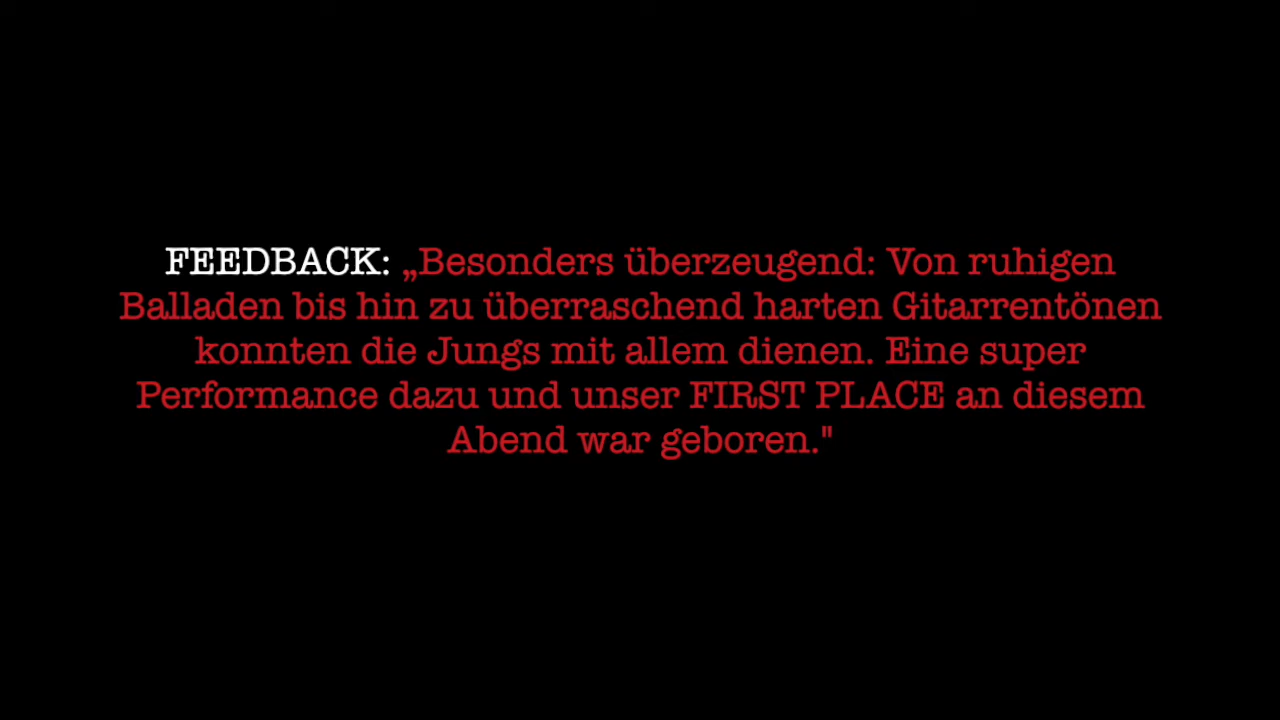 FEEDBACK: „Besonders überzeugend: Von ruhigen
Balladen bis hin zu überraschend harten Gitarrentönen
konnten die Jungs mit allem dienen. Eine super
Performance dazu und unser FIRST PLACE an diesem
Abend war geboren."